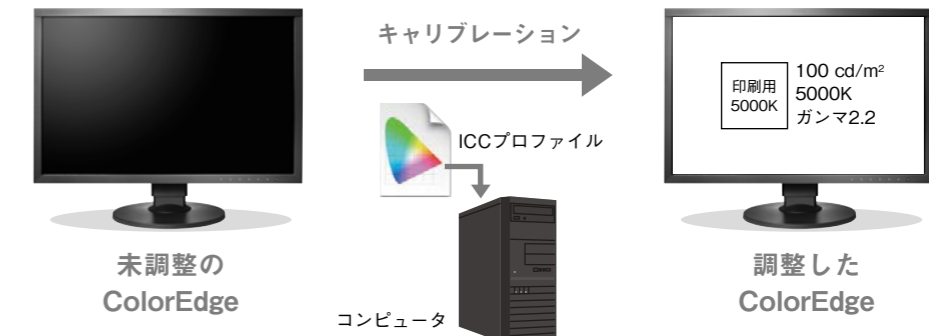 キャリブレーション
印刷用
5000K
100 cd/m²
5000K
ガンマ2.2
ICCプロファイル
未調整の
ColorEdge
コンピュータ
調整した
ColorEdge